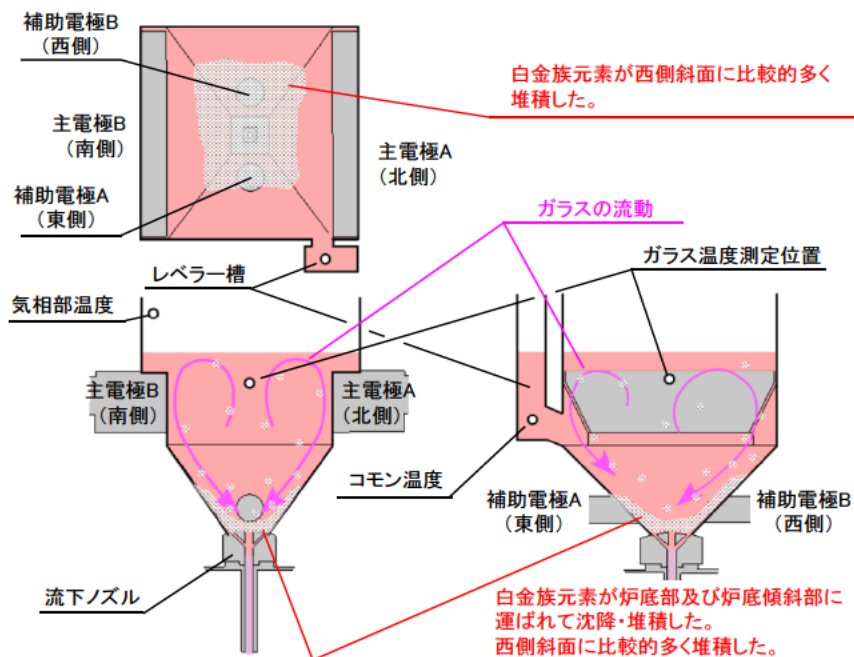 補助電極B
(西側)
白金族元素が西側斜面に比較的多く
堆積した。
主電極B
(南側)
主電極A
(北側)
補助電極A
(東側)
ガラスの流動
レベラー槽
ガラス温度測定位置
気相部温度
主電極B
(南側)
主電極A
(北側)
コモン温度
補助電極A
(東側)
補助電極B
(西側)
流下ノズル
白金族元素が炉底部及び炉底傾斜部に
運ばれて沈降・堆積した。
西側斜面に比較的多く堆積した。